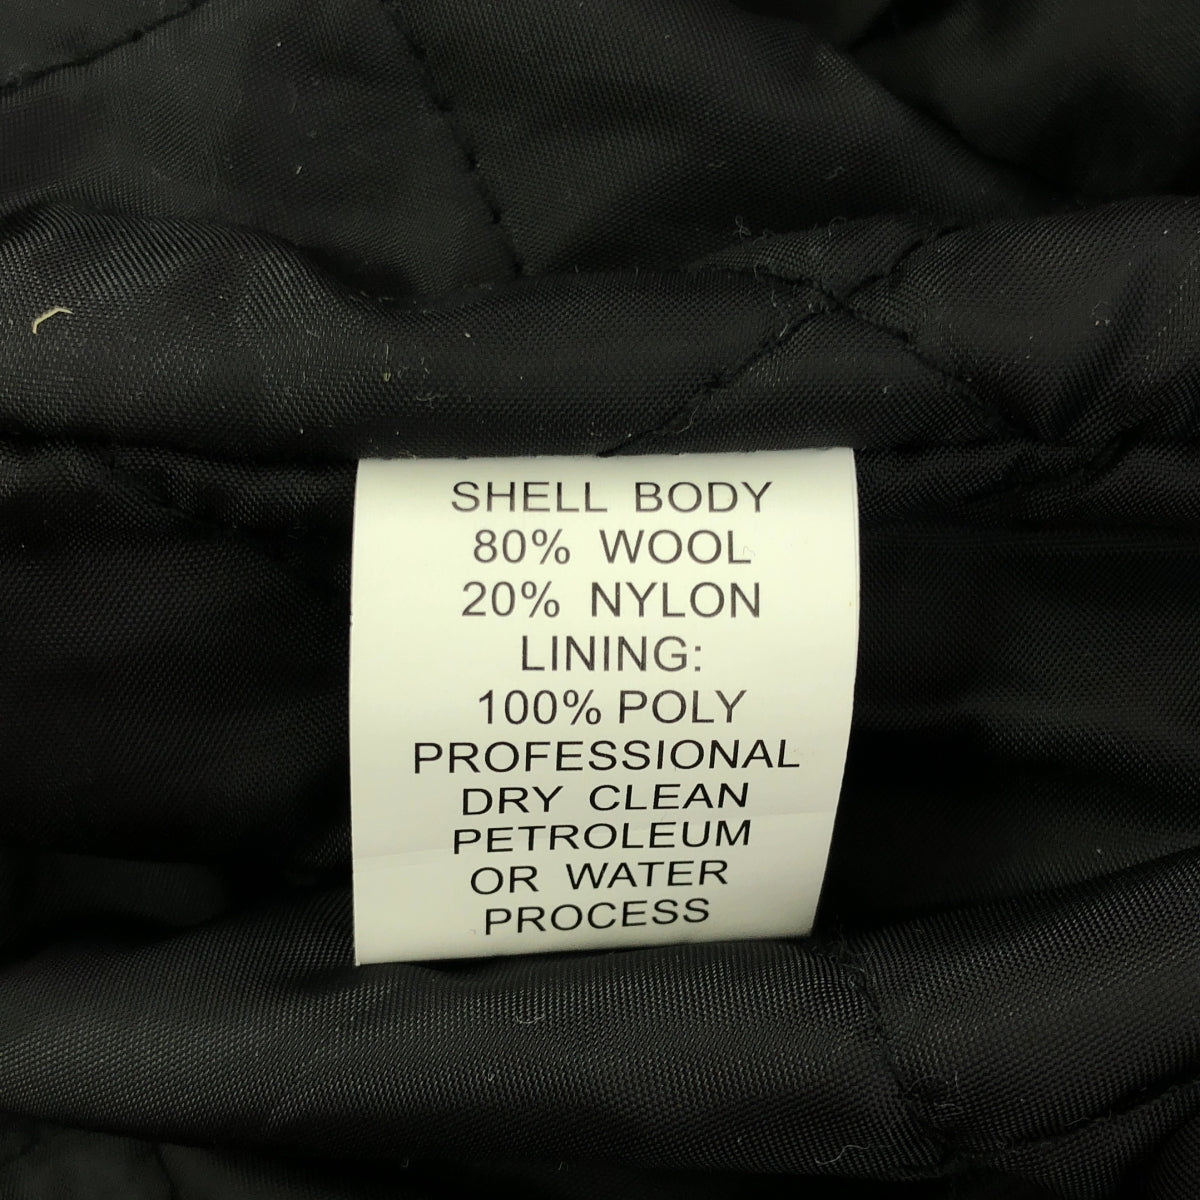 SHELL BODY
80% WOOL
20% NYLON
LINING:
100% POLY
PROFESSIONAL
DRY CLEAN
PETROLEUM
OR WATER
PROCESS